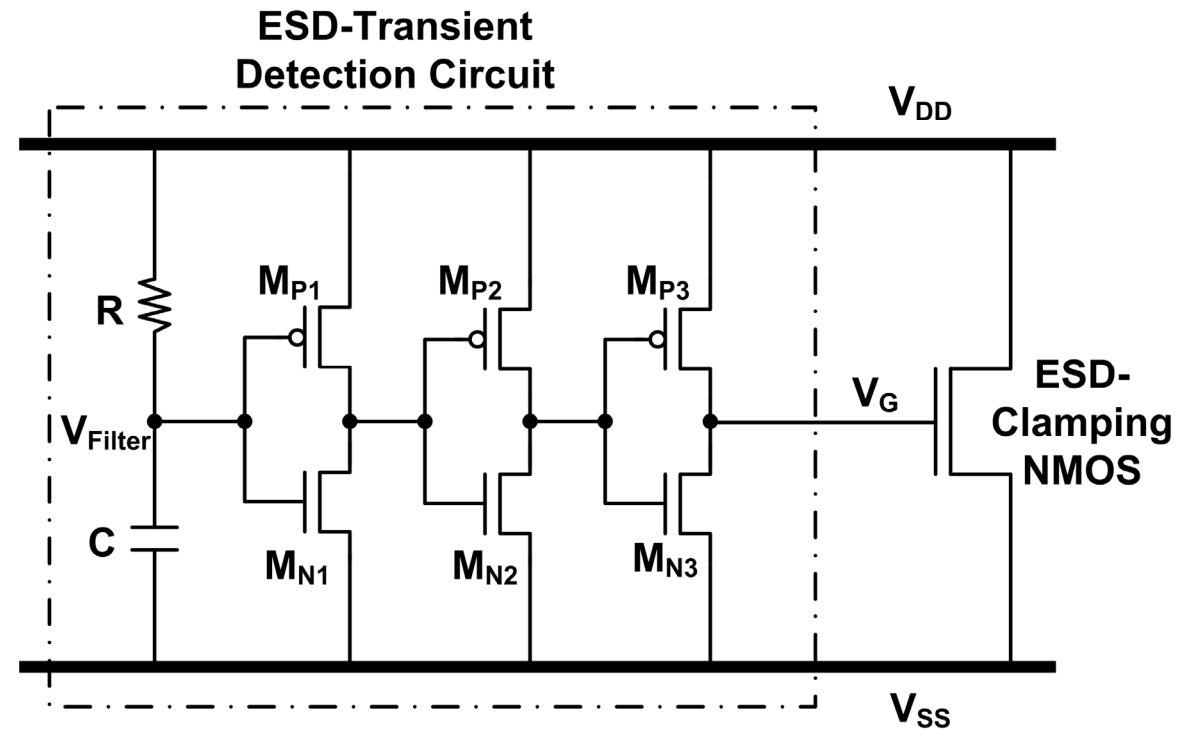 ESD-Transient
Detection Circuit
VDD
MP1
MP2
MP3
R
ESD-
Clamping
NMOS
VG
VFilter
C
MN1
MN2
MN3
VSS